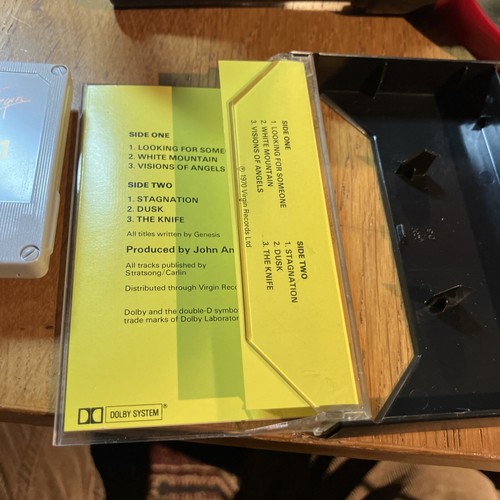 SIDE ONE
1. LOOKING FOR SOME
2. WHITE MOUNTAIN
3. VISIONS OF ANGELS
SIDE TWO
1. STAGNATION
2. DUSK
3. THE KNIFE
All titles written by Genesis
Produced by John An
All tracks published by
Stratsong/Carlin
Distributed through Virgin Rec
Dolby and the double-D symbo
trade marks of Dolby Laborator
DOLBY SYSTEM®
℗ 1970 Virgin Records Ltd
SIDE ONE
1. LOOKING FOR SOMEONE
2. WHITE MOUNTAIN
3. VISIONS OF ANGELS
SIDE TWO
1. STAGNATION
2. DUSK
3. THE KNIFE